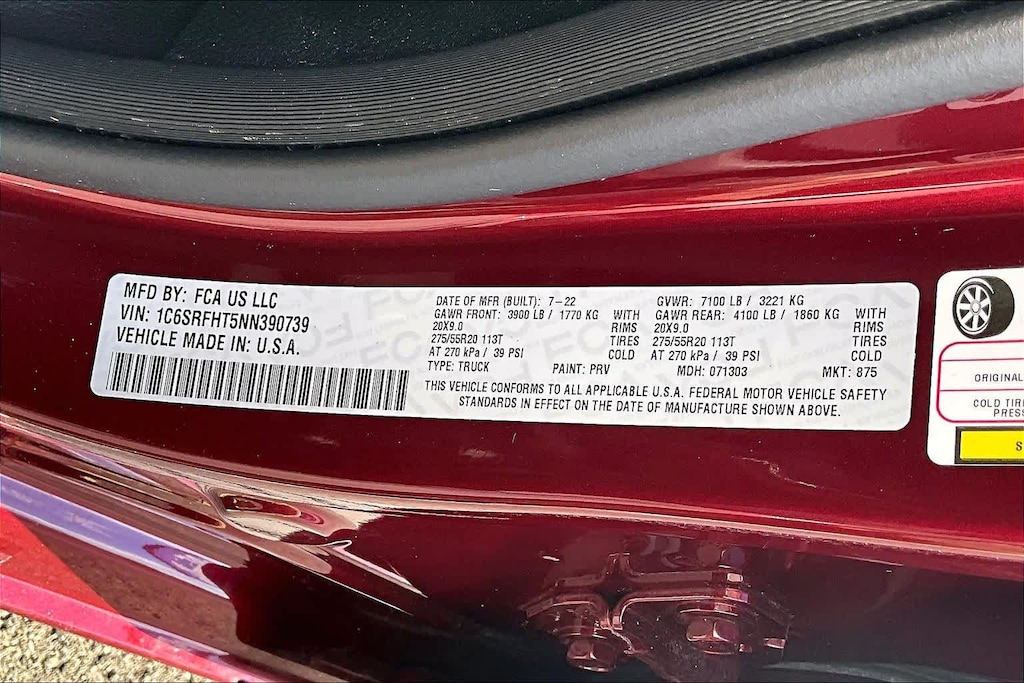 MFD BY: FCA US LLC
VIN: 1C6SRFHT5NN390739
VEHICLE MADE IN: U.S.A.
DATE OF MFR (BUILT): 7-22
GAWR FRONT: 3900 LB / 1770 KG WITH
20X9.0 RIMS
275/55R20 113T TIRES
AT 270 kPa / 39 PSI COLD
TYPE: TRUCK PAINT: PRV
GVWR: 7100 LB / 3221 KG
GAWR REAR: 4100 LB / 1860 KG WITH
20X9.0 RIMS
275/55R20 113T TIRES
AT 270 kPa / 39 PSI COLD
MDH: 071303 MKT: 875
THIS VEHICLE CONFORMS TO ALL APPLICABLE U.S.A. FEDERAL MOTOR VEHICLE SAFETY
STANDARDS IN EFFECT ON THE DATE OF MANUFACTURE SHOWN ABOVE.
ORIGINAL
COLD